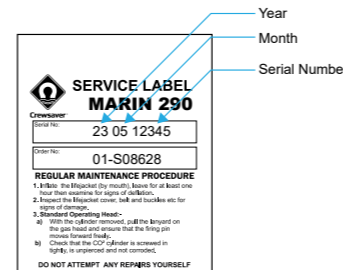 Year
Month
Serial Numbe
SERVICE LABEL
MARIN 290
Crewsaver
Serial No:
23 05 12345
Order No:
01-S08628
REGULAR MAINTENANCE PROCEDURE
1. Inflate the lifejacket (by mouth), leave for at least one
hour then examine for signs of deflation.
2. Inspect the lifejacket cover, belt and buckles etc for
signs of damage.
3. Standard Operating Head:-
a) With the cylinder removed, pull the lanyard on
the gas head and ensure that the firing pin
moves forward freely.
b) Check that the CO² cylinder is screwed in
tightly, is unpierced and not corroded.
DO NOT ATTEMPT ANY REPAIRS YOURSELF